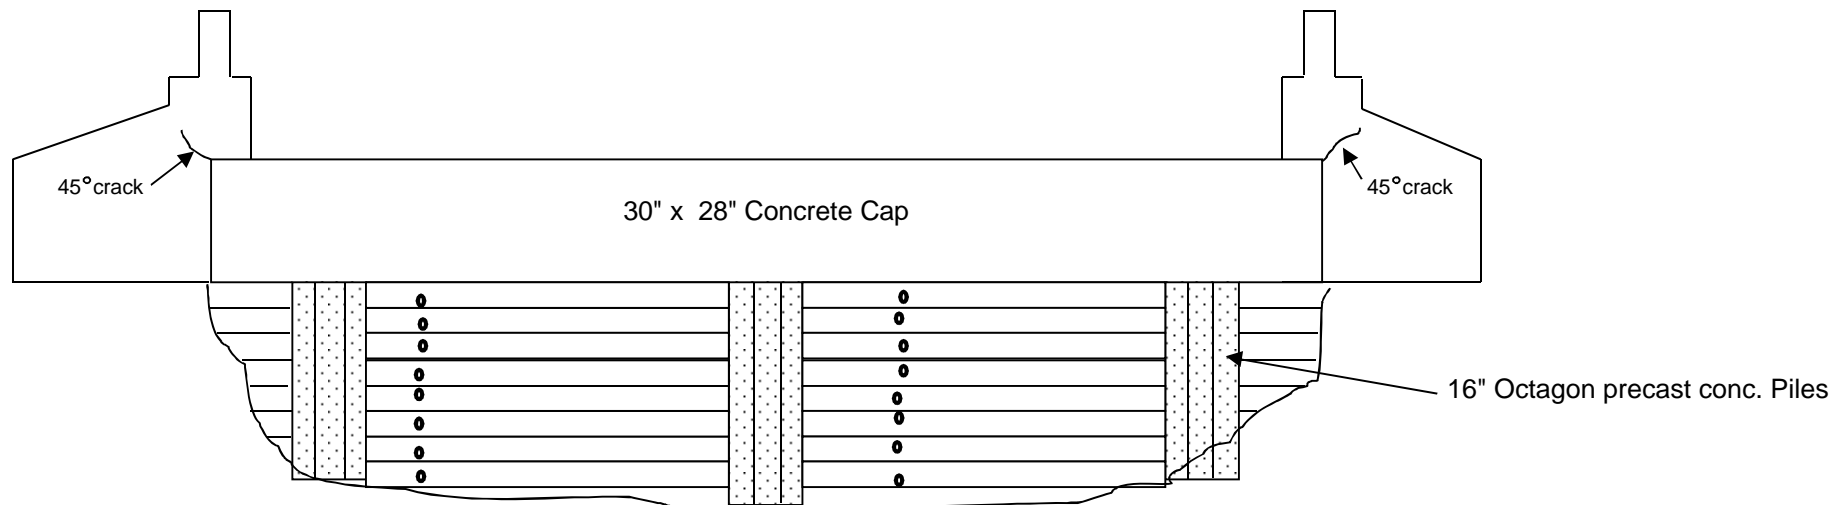 45°crack
45°crack
30" x 28" Concrete Cap
16" Octagon precast conc. Piles